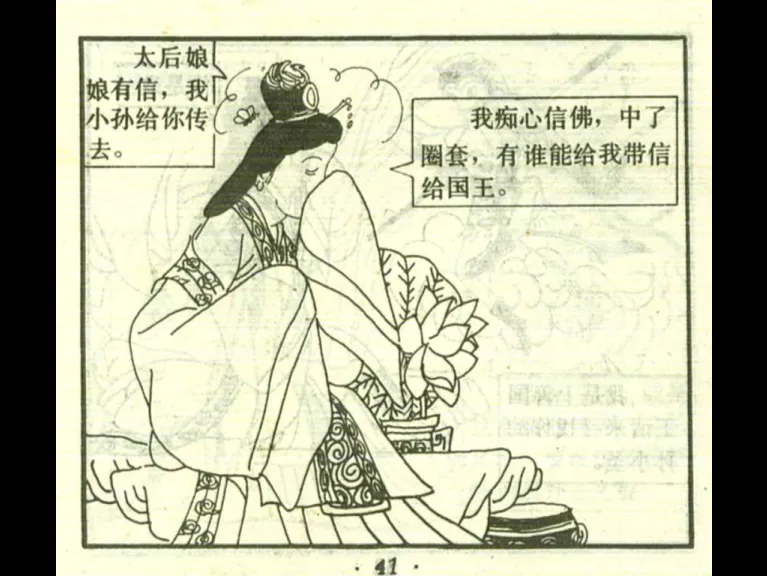 太后娘
娘有信，我
小孙给你传
去。
我痴心信佛，中了
圈套，有谁能给我带信
给国王。
· 41 ·